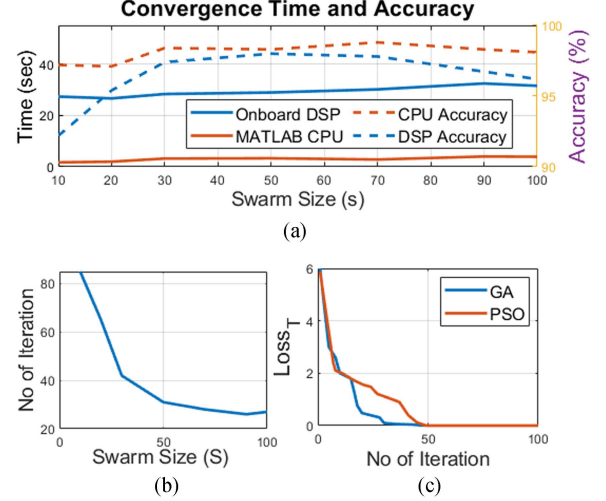 Convergence Time and Accuracy
Time (sec)
40
20
0
100
95
90
Accuracy (%)
Onboard DSP
MATLAB CPU
CPU Accuracy
DSP Accuracy
10 20 30 40 50 60 70 80 90 100
Swarm Size (s)
(a)
No of Iteration
80
60
40
20
0 50 100
Swarm Size (S)
(b)
Loss_T
6
4
2
0
GA
PSO
0 50 100
No of Iteration
(c)